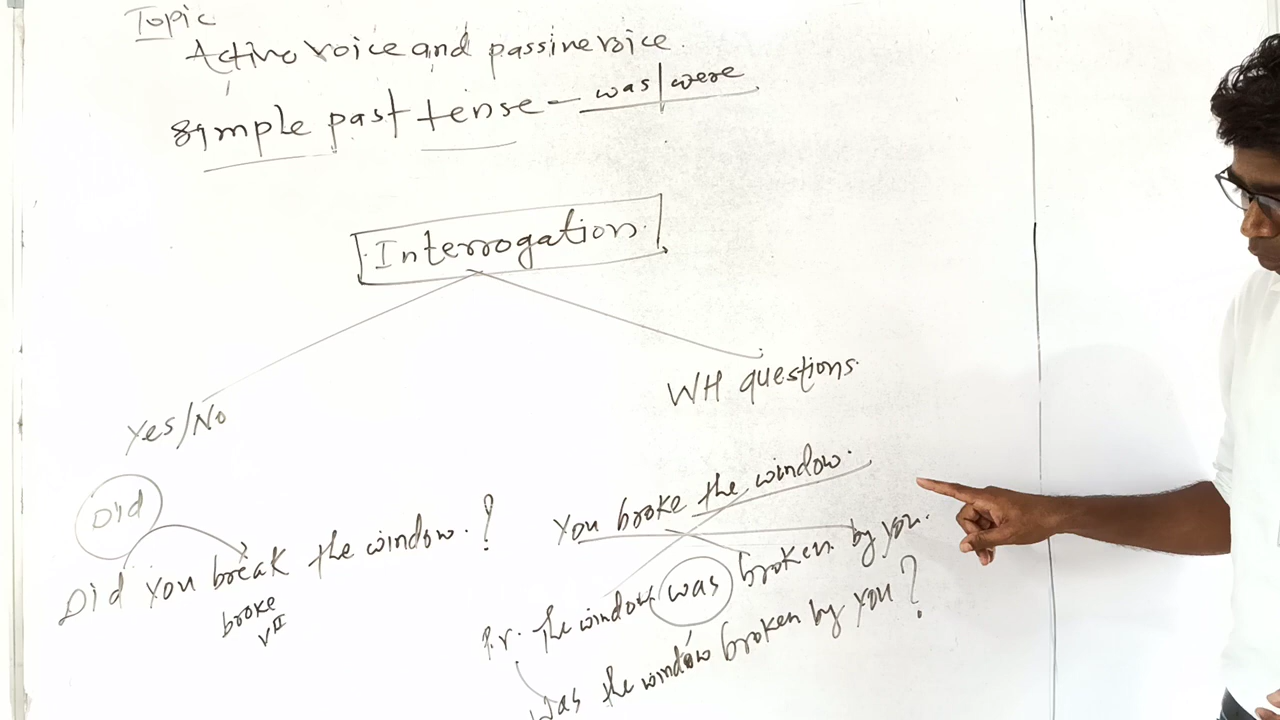 Topic
Active voice and passive voice.
Simple past tense - was/were
Interrogation.
Yes/No
WH questions.
Did
Did you break the window. ?
broke
VII
You broke the window.
P.v. The window was broken by you.
Was the window broken by you?